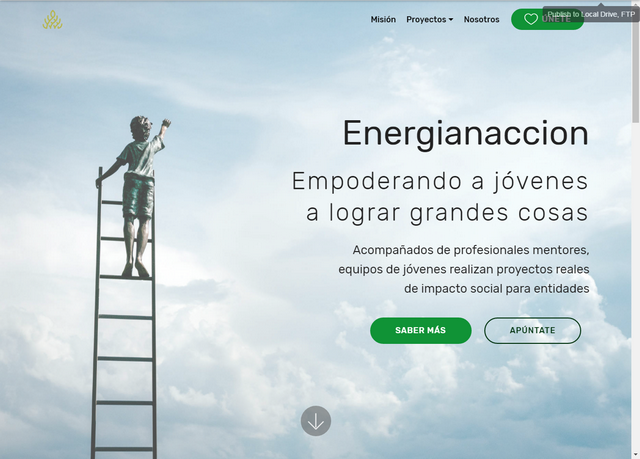 Publish to Local Drive, FTP
Misión Proyectos Nosotros ÚNETE
Energianaccion
Empoderando a jóvenes
a lograr grandes cosas
Acompañados de profesionales mentores,
equipos de jóvenes realizan proyectos reales
de impacto social para entidades
SABER MÁS APÚNTATE